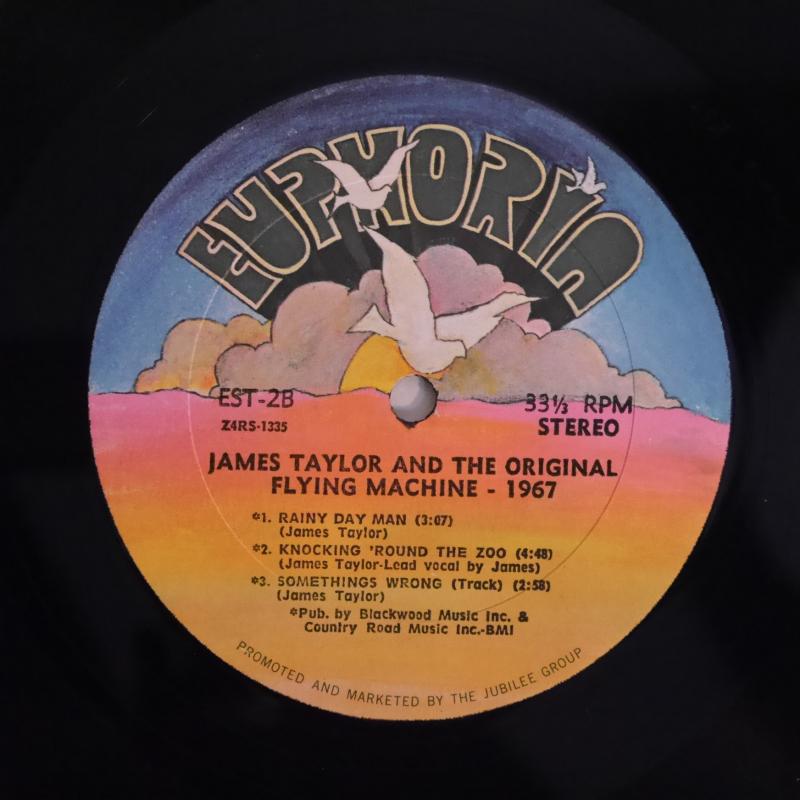 EUPHORIA
EST-2B
Z4RS-1335
33⅓ RPM
STEREO
JAMES TAYLOR AND THE ORIGINAL
FLYING MACHINE - 1967
*1. RAINY DAY MAN (3:07)
(James Taylor)
*2. KNOCKING 'ROUND THE ZOO (4:48)
(James Taylor-Lead vocal by James)
*3. SOMETHINGS WRONG (Track) (2:58)
(James Taylor)
*Pub. by Blackwood Music Inc. &
Country Road Music Inc.-BMI
PROMOTED AND MARKETED BY THE JUBILEE GROUP